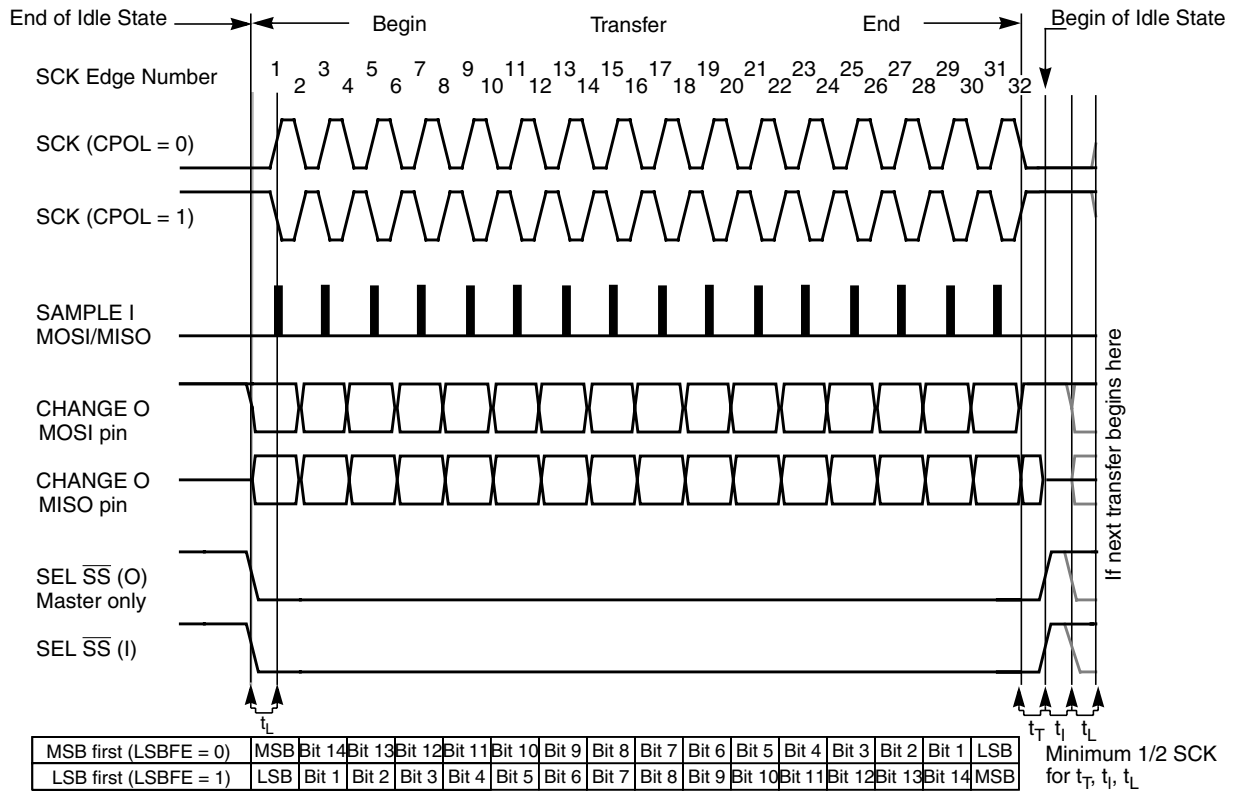 End of Idle State
Begin
Transfer
End
Begin of Idle State
SCK Edge Number
1 3 5 7 9 11 13 15 17 19 21 23 25 27 29 31
2 4 6 8 10 12 14 16 18 20 22 24 26 28 30 32
SCK (CPOL = 0)
SCK (CPOL = 1)
SAMPLE I
MOSI/MISO
CHANGE O
MOSI pin
CHANGE O
MISO pin
SEL SS (O)
Master only
SEL SS (I)
If next transfer begins here
tL
tT tI tL
MSB first (LSBFE = 0) MSB Bit 14 Bit 13 Bit 12 Bit 11 Bit 10 Bit 9 Bit 8 Bit 7 Bit 6 Bit 5 Bit 4 Bit 3 Bit 2 Bit 1 LSB
LSB first (LSBFE = 1) LSB Bit 1 Bit 2 Bit 3 Bit 4 Bit 5 Bit 6 Bit 7 Bit 8 Bit 9 Bit 10 Bit 11 Bit 12 Bit 13 Bit 14 MSB
Minimum 1/2 SCK
for tT, tI, tL